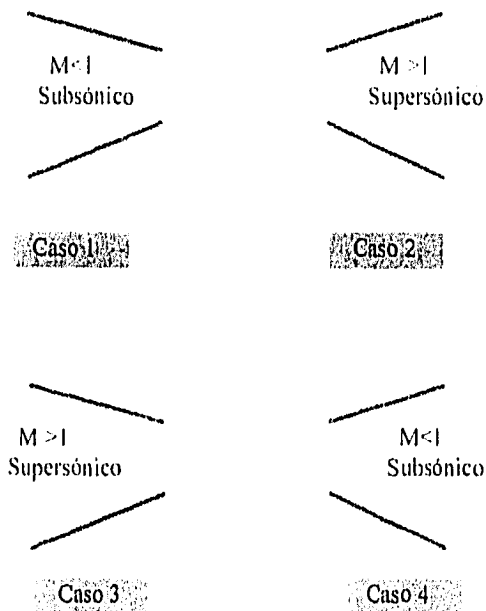 M<1
Subsónico
Caso 1
M >1
Supersónico
Caso 2
M >1
Supersónico
Caso 3
M<1
Subsónico
Caso 4